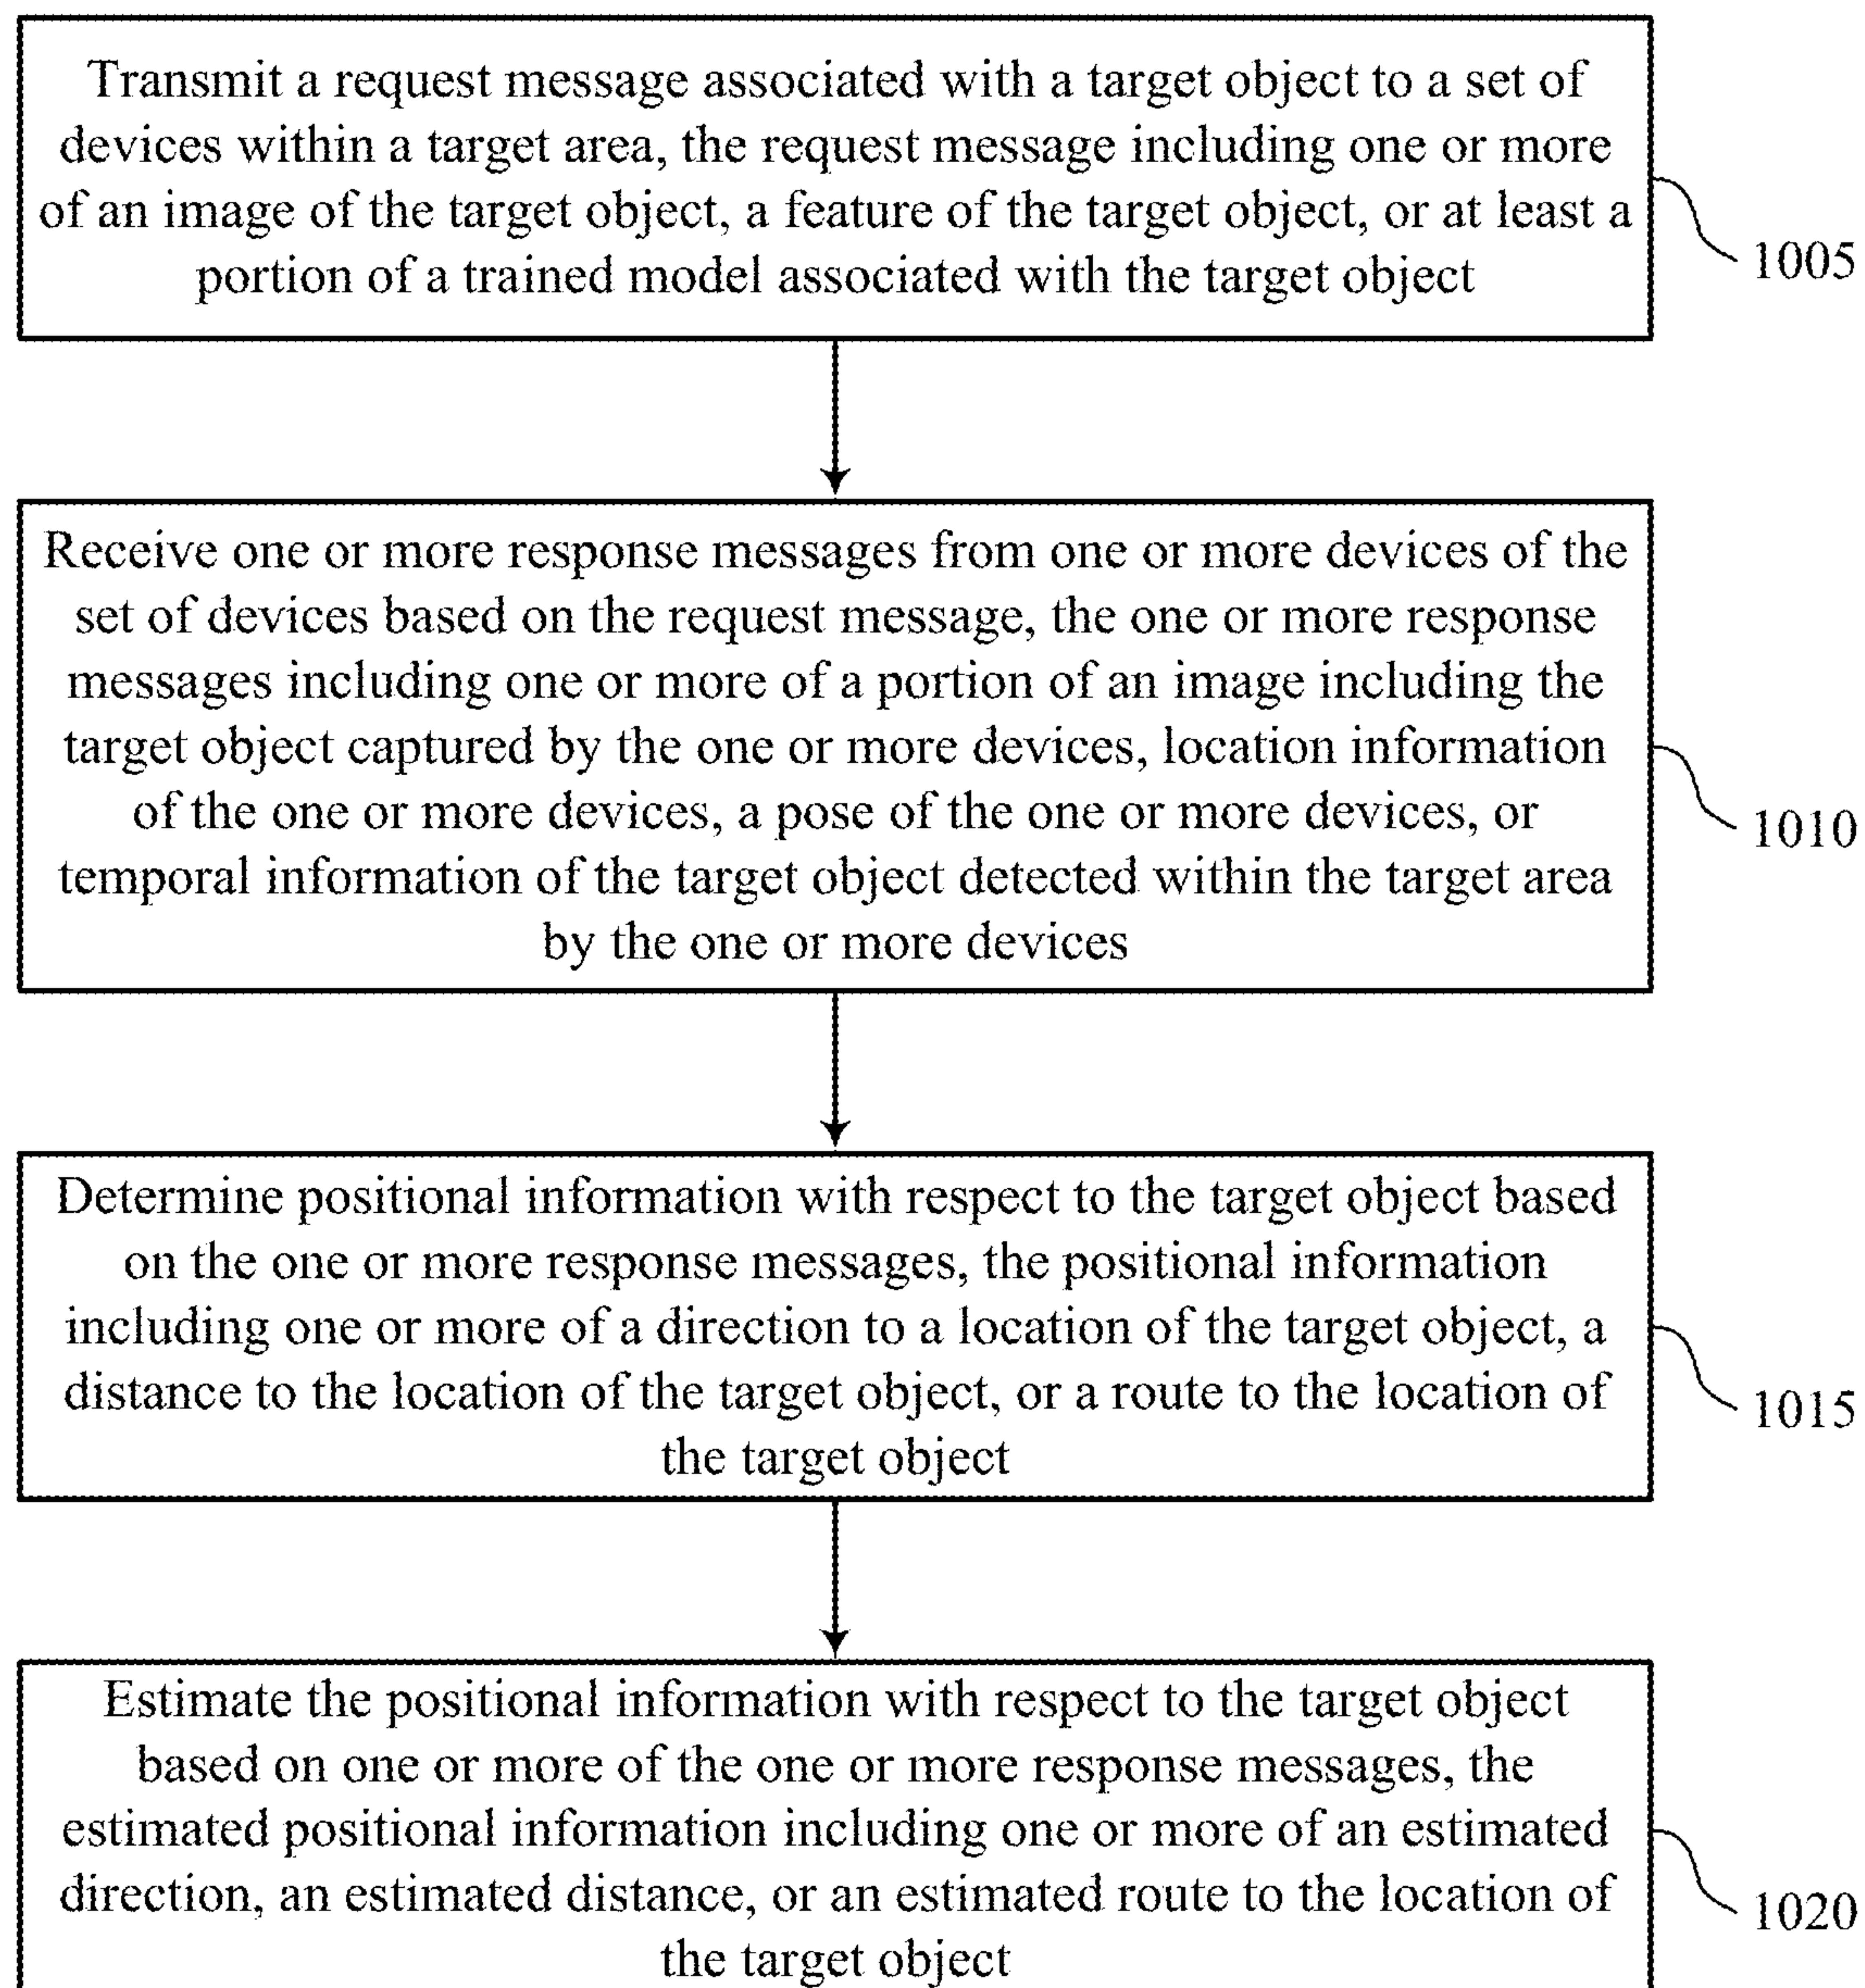 Transmit a request message associated with a target object to a set of
devices within a target area, the request message including one or more
of an image of the target object, a feature of the target object, or at least a
portion of a trained model associated with the target object
1005
Receive one or more response messages from one or more devices of the
set of devices based on the request message, the one or more response
messages including one or more of a portion of an image including the
target object captured by the one or more devices, location information
of the one or more devices, a pose of the one or more devices, or
temporal information of the target object detected within the target area
by the one or more devices
1010
Determine positional information with respect to the target object based
on the one or more response messages, the positional information
including one or more of a direction to a location of the target object, a
distance to the location of the target object, or a route to the location of
the target object
1015
Estimate the positional information with respect to the target object
based on one or more of the one or more response messages, the
estimated positional information including one or more of an estimated
direction, an estimated distance, or an estimated route to the location of
the target object
1020